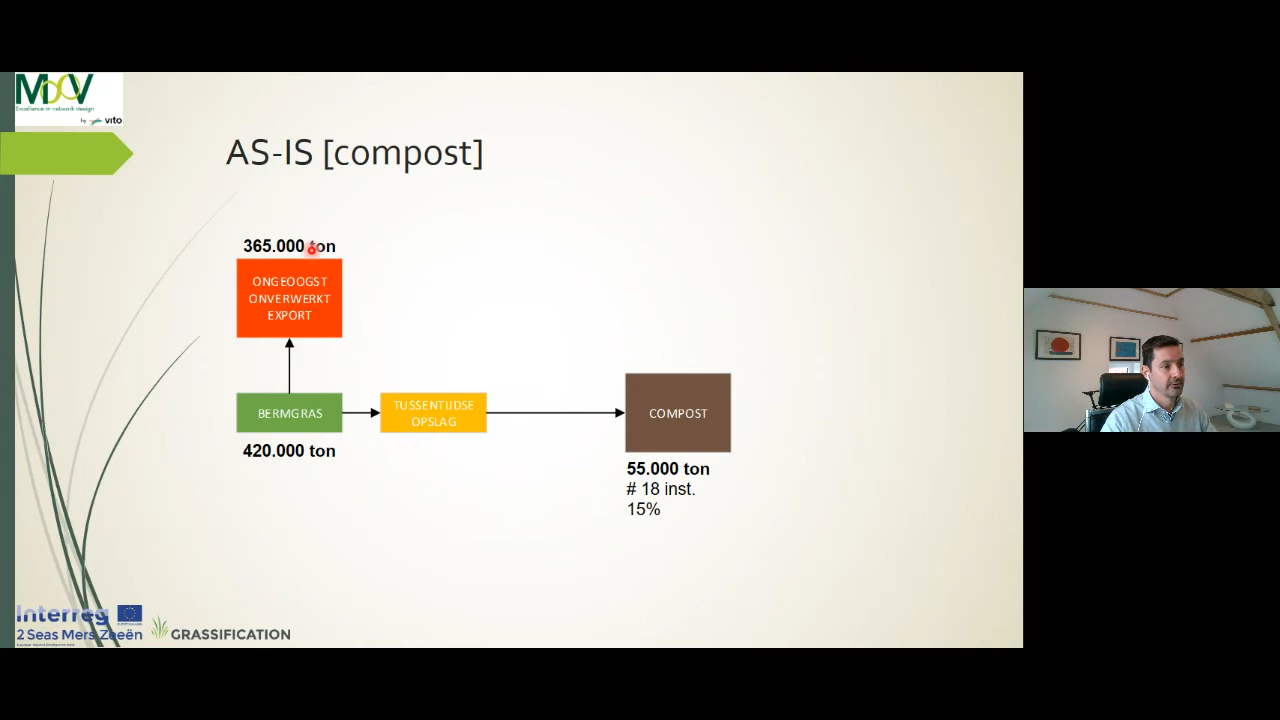 MooV
Excellence in network design
by vito
AS-IS [compost]
365.000 ton
ONGEOOGST
ONVERWERKT
EXPORT
BERMGRAS
420.000 ton
TUSSENTIJDSE
OPSLAG
COMPOST
55.000 ton
# 18 inst.
15%
Interreg
2 Seas Mers Zeeën
GRASSIFICATION